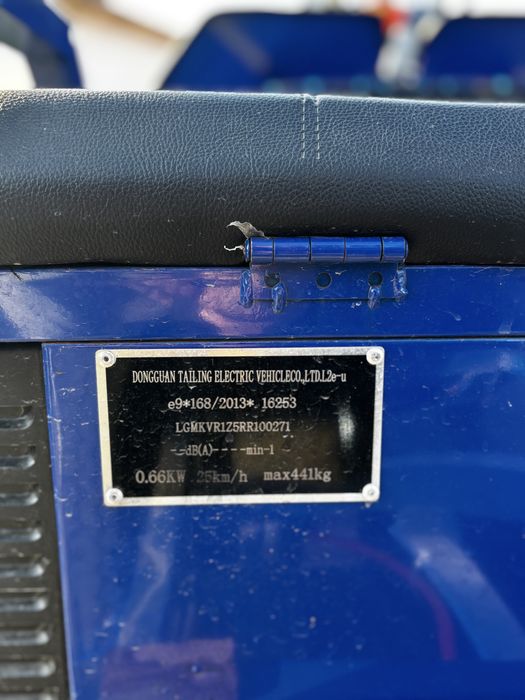 DONGGUAN TAILING ELECTRIC VEHICLECO.,LTD.L2e-u
e9*168/2013* 16253
LGMKVR1Z5RR100271
--dB(A)-----min-1
0.66KW 25km/h max441kg